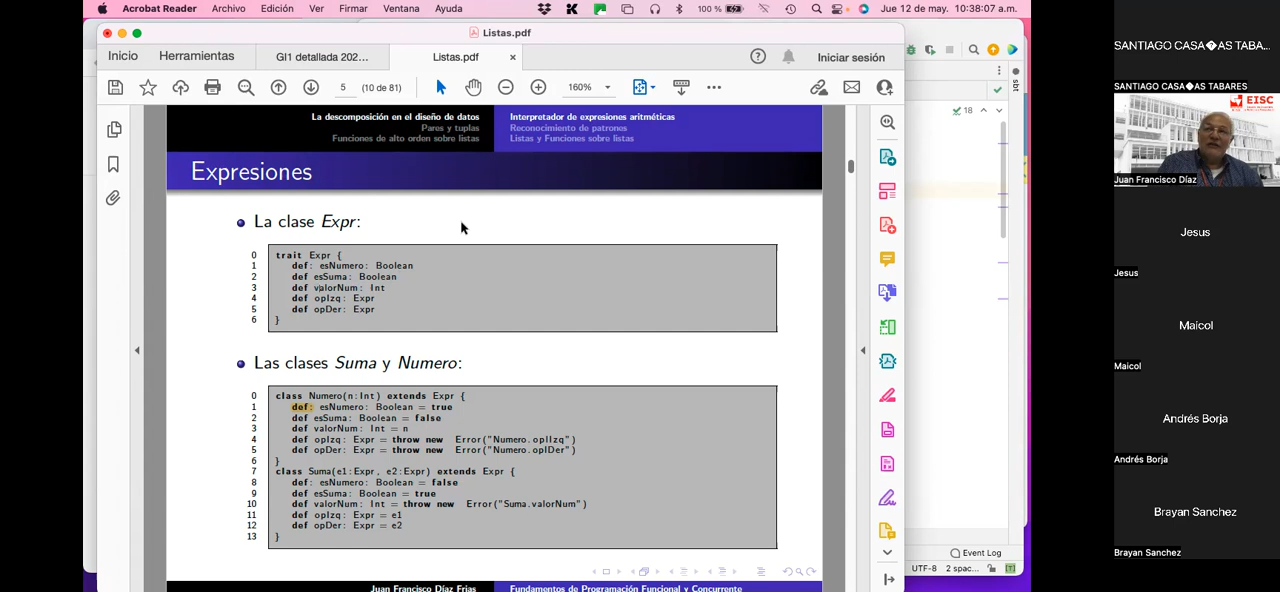 Acrobat Reader Archivo Edición Ver Firmar Ventana Ayuda 100 % Jue 12 de may. 10:38:07 a.m.
Listas.pdf
Inicio Herramientas GI1 detallada 202... Listas.pdf × Iniciar sesión
5 (10 de 81) 160%
La descomposición en el diseño de datos
Pares y tuplas
Funciones de alto orden sobre listas
Interpretador de expresiones aritméticas
Reconocimiento de patrones
Listas y Funciones sobre listas
Expresiones
La clase Expr:
0 trait Expr {
1 def: esNumero: Boolean
2 def esSuma: Boolean
3 def valorNum: Int
4 def opIzq: Expr
5 def opDer: Expr
6 }
Las clases Suma y Numero:
0 class Numero(n:Int) extends Expr {
1 def: esNumero: Boolean = true
2 def esSuma: Boolean = false
3 def valorNum: Int = n
4 def opIzq: Expr = throw new Error("Numero.oplIzq")
5 def opDer: Expr = throw new Error("Numero.oplDer")
6 }
7 class Suma(e1:Expr, e2:Expr) extends Expr {
8 def: esNumero: Boolean = false
9 def esSuma: Boolean = true
10 def valorNum: Int = throw new Error("Suma.valorNum")
11 def opIzq: Expr = e1
12 def opDer: Expr = e2
13 }
Juan Francisco Díaz Frias Fundamentos de Programación Funcional y Concurrente
sbt
18
Event Log
UTF-8 2 spac...
SANTIAGO CASA�AS TABA...
SANTIAGO CASA�AS TABARES
EISC
Juan Francisco Díaz
Jesus
Jesus
Maicol
Maicol
Andrés Borja
Andrés Borja
Brayan Sanchez
Brayan Sanchez